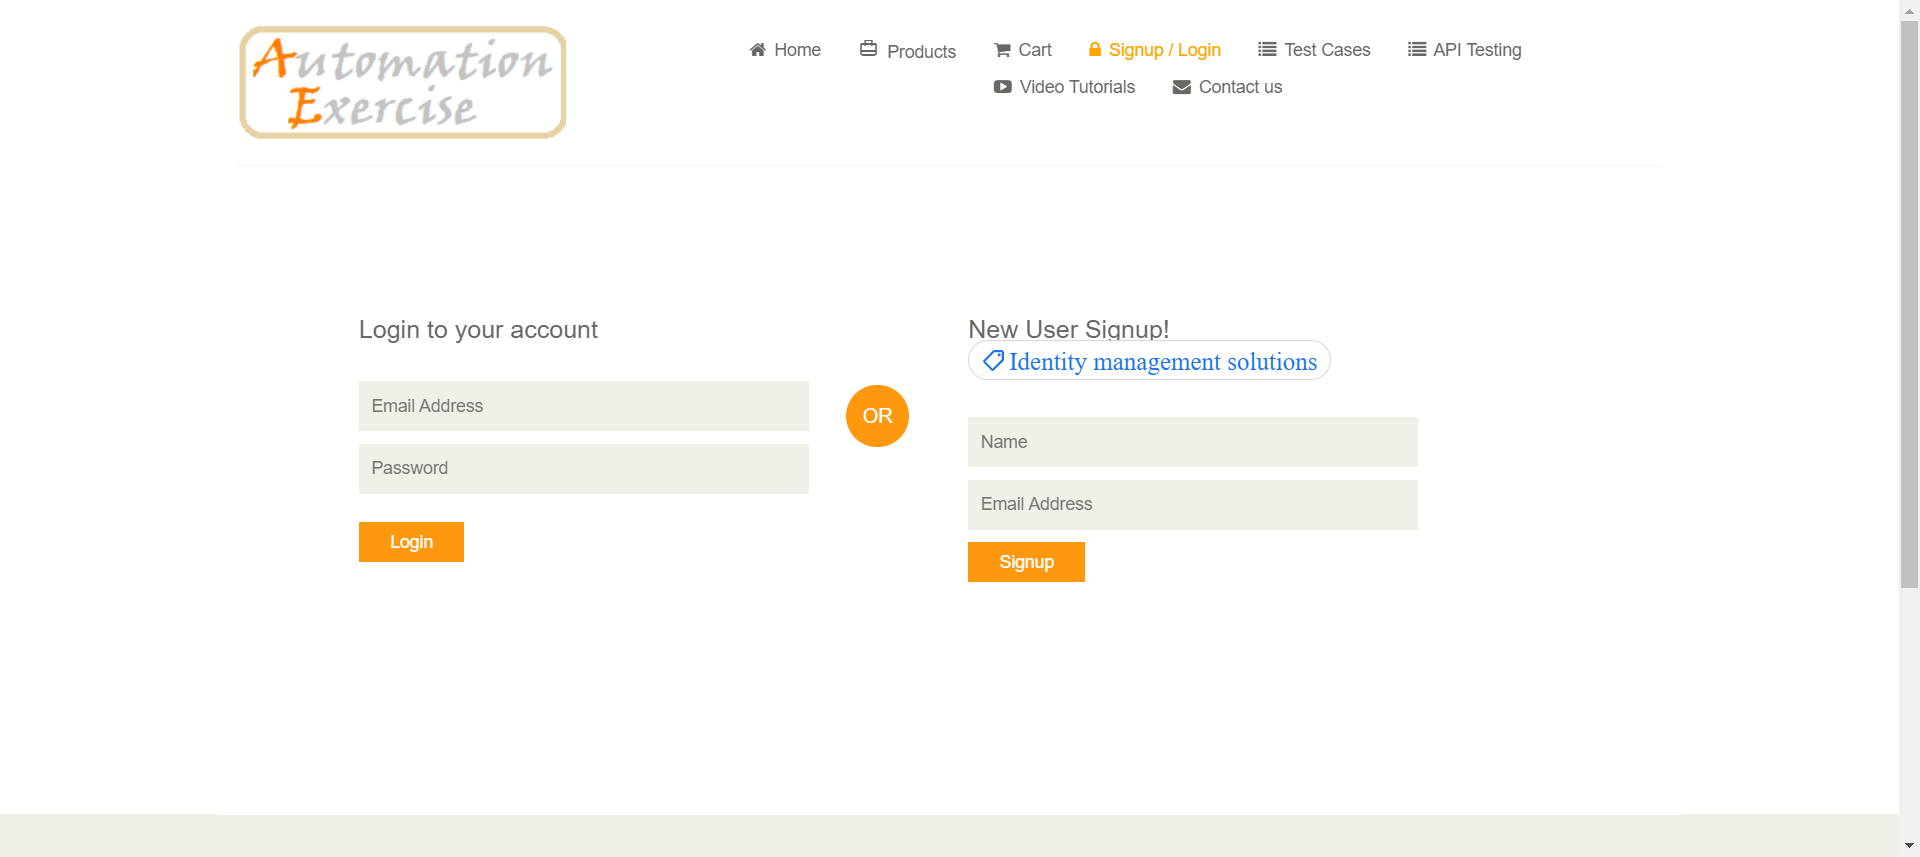 Automation
Exercise
Home
Products
Cart
Signup / Login
Test Cases
API Testing
Video Tutorials
Contact us
Login to your account
Email Address
Password
Login
OR
New User Signup!
Identity management solutions
Name
Email Address
Signup